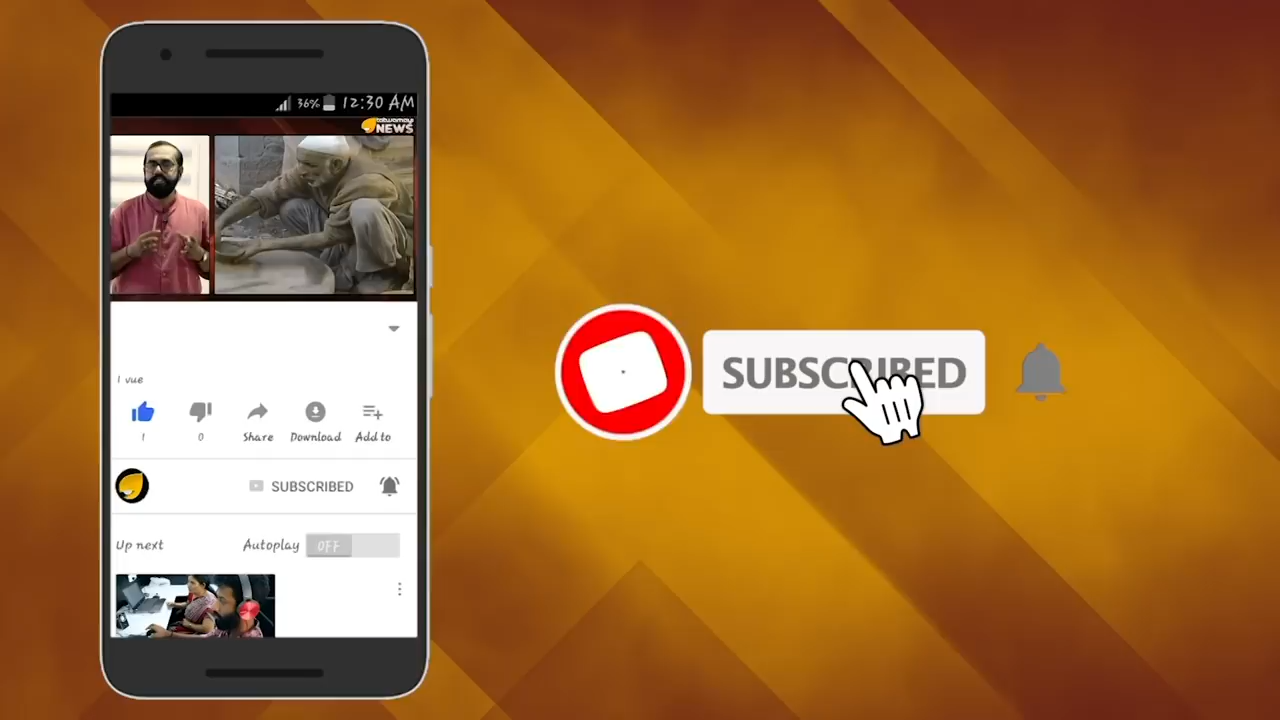 36% 12:30 AM
tatwamayi
NEWS
1 vue
1
0
Share
Download
Add to
SUBSCRIBED
Up next
Autoplay
OFF
SUBSCRIBED